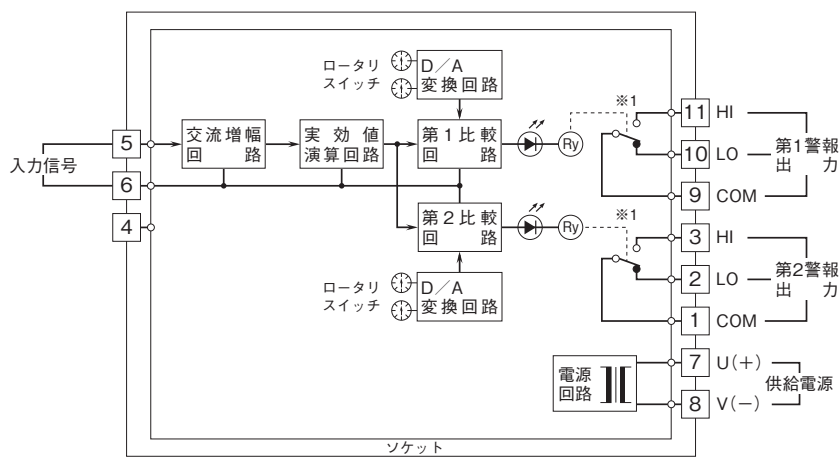 ロータリ
スイッチ
D／A
変換回路
※1
11 HI
5
交流増幅
回路
実効値
演算回路
第1比較
回路
Ry
10 LO
第1警報
出力
入力信号
6
9 COM
4
第2比較
回路
Ry
※1
3 HI
2 LO
第2警報
出力
ロータリ
スイッチ
D／A
変換回路
1 COM
電源
回路
7 U(＋)
供給電源
8 V(－)
ソケット